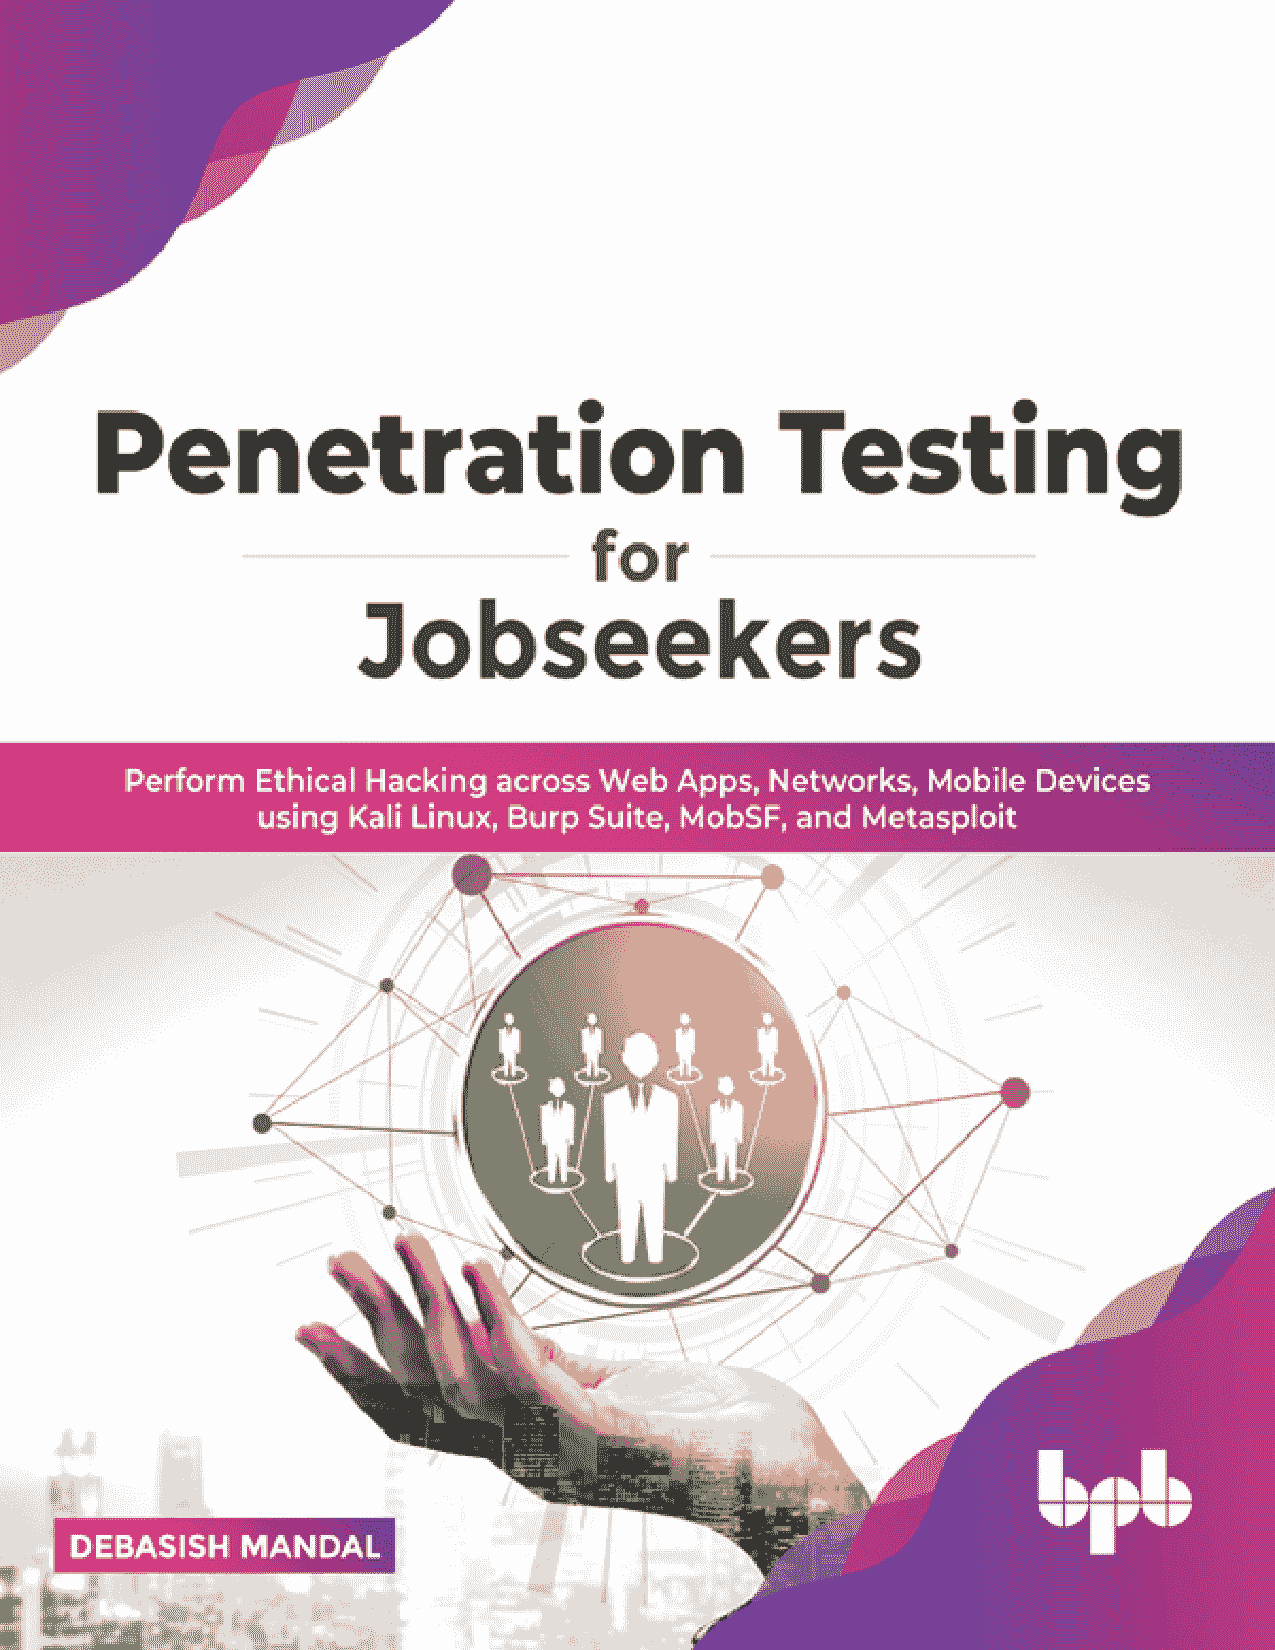 Penetration Testing
for
Jobseekers
Perform Ethical Hacking across Web Apps, Networks, Mobile Devices
using Kali Linux, Burp Suite, MobSF, and Metasploit
DEBASISH MANDAL
bpb